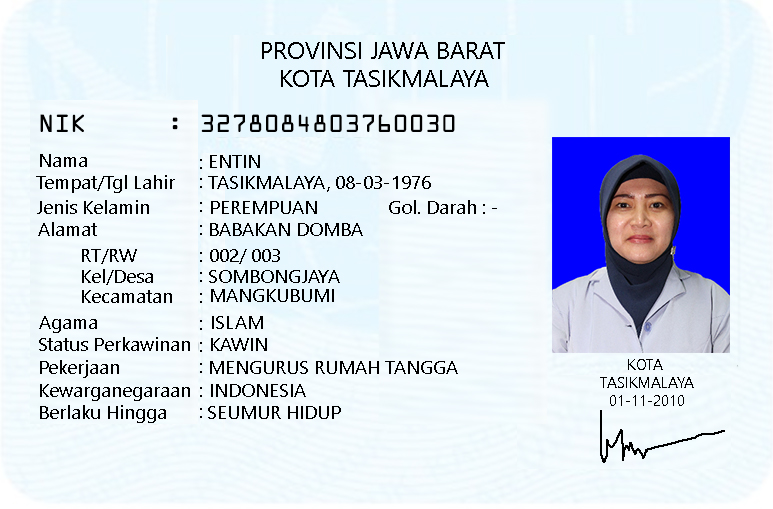 PROVINSI JAWA BARAT
KOTA TASIKMALAYA
NIK : 3278084803760030
Nama : ENTIN
Tempat/Tgl Lahir : TASIKMALAYA, 08-03-1976
Jenis Kelamin : PEREMPUAN Gol. Darah : -
Alamat : BABAKAN DOMBA
RT/RW : 002/ 003
Kel/Desa : SOMBONGJAYA
Kecamatan : MANGKUBUMI
Agama : ISLAM
Status Perkawinan : KAWIN
Pekerjaan : MENGURUS RUMAH TANGGA
Kewarganegaraan : INDONESIA
Berlaku Hingga : SEUMUR HIDUP
KOTA
TASIKMALAYA
01-11-2010